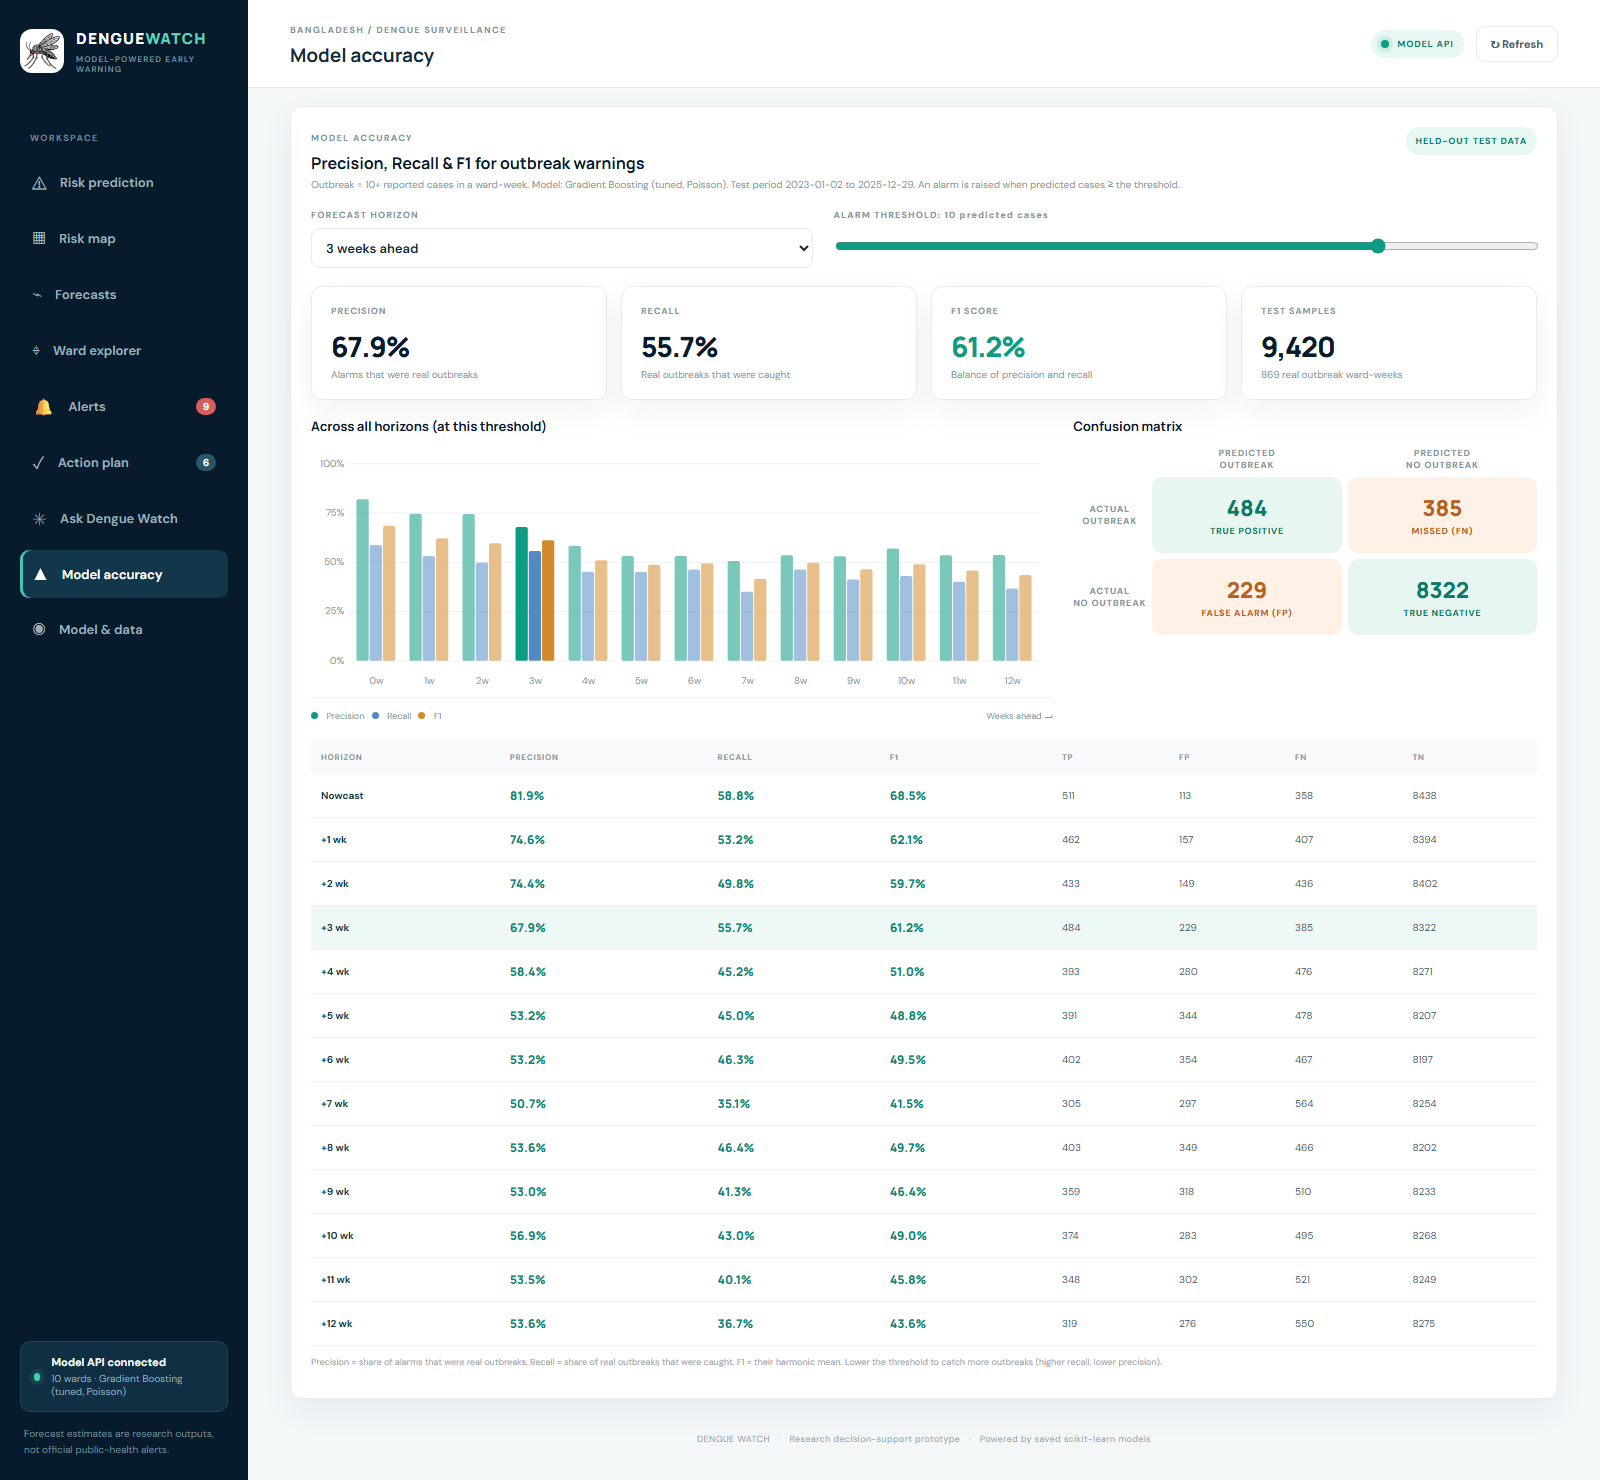 DENGUEWATCH
MODEL-POWERED EARLY
WARNING
WORKSPACE
Risk prediction
Risk map
Forecasts
Ward explorer
Alerts 9
Action plan 6
Ask Dengue Watch
Model accuracy
Model & data
Model API connected
10 wards · Gradient Boosting
(tuned, Poisson)
Forecast estimates are research outputs,
not official public-health alerts.
BANGLADESH / DENGUE SURVEILLANCE
Model accuracy
MODEL API
↻ Refresh
MODEL ACCURACY
HELD-OUT TEST DATA
Precision, Recall & F1 for outbreak warnings
Outbreak = 10+ reported cases in a ward-week. Model: Gradient Boosting (tuned, Poisson). Test period 2023-01-02 to 2025-12-29. An alarm is raised when predicted cases ≥ the threshold.
FORECAST HORIZON
3 weeks ahead
ALARM THRESHOLD: 10 predicted cases
PRECISION
67.9%
Alarms that were real outbreaks
RECALL
55.7%
Real outbreaks that were caught
F1 SCORE
61.2%
Balance of precision and recall
TEST SAMPLES
9,420
869 real outbreak ward-weeks
Across all horizons (at this threshold)
100%
75%
50%
25%
0%
0w 1w 2w 3w 4w 5w 6w 7w 8w 9w 10w 11w 12w
Precision Recall F1
Weeks ahead →
Confusion matrix
PREDICTED
OUTBREAK
PREDICTED
NO OUTBREAK
ACTUAL
OUTBREAK
484
TRUE POSITIVE
385
MISSED (FN)
ACTUAL
NO OUTBREAK
229
FALSE ALARM (FP)
8322
TRUE NEGATIVE
HORIZON PRECISION RECALL F1 TP FP FN TN
Nowcast 81.9% 58.8% 68.5% 511 113 358 8438
+1 wk 74.6% 53.2% 62.1% 462 157 407 8394
+2 wk 74.4% 49.8% 59.7% 433 149 436 8402
+3 wk 67.9% 55.7% 61.2% 484 229 385 8322
+4 wk 58.4% 45.2% 51.0% 393 280 476 8271
+5 wk 53.2% 45.0% 48.8% 391 344 478 8207
+6 wk 53.2% 46.3% 49.5% 402 354 467 8197
+7 wk 50.7% 35.1% 41.5% 305 297 564 8254
+8 wk 53.6% 46.4% 49.7% 403 349 466 8202
+9 wk 53.0% 41.3% 46.4% 359 318 510 8233
+10 wk 56.9% 43.0% 49.0% 374 283 495 8268
+11 wk 53.5% 40.1% 45.8% 348 302 521 8249
+12 wk 53.6% 36.7% 43.6% 319 276 550 8275
Precision = share of alarms that were real outbreaks. Recall = share of real outbreaks that were caught. F1 = their harmonic mean. Lower the threshold to catch more outbreaks (higher recall, lower precision).
DENGUE WATCH · Research decision-support prototype · Powered by saved scikit-learn models